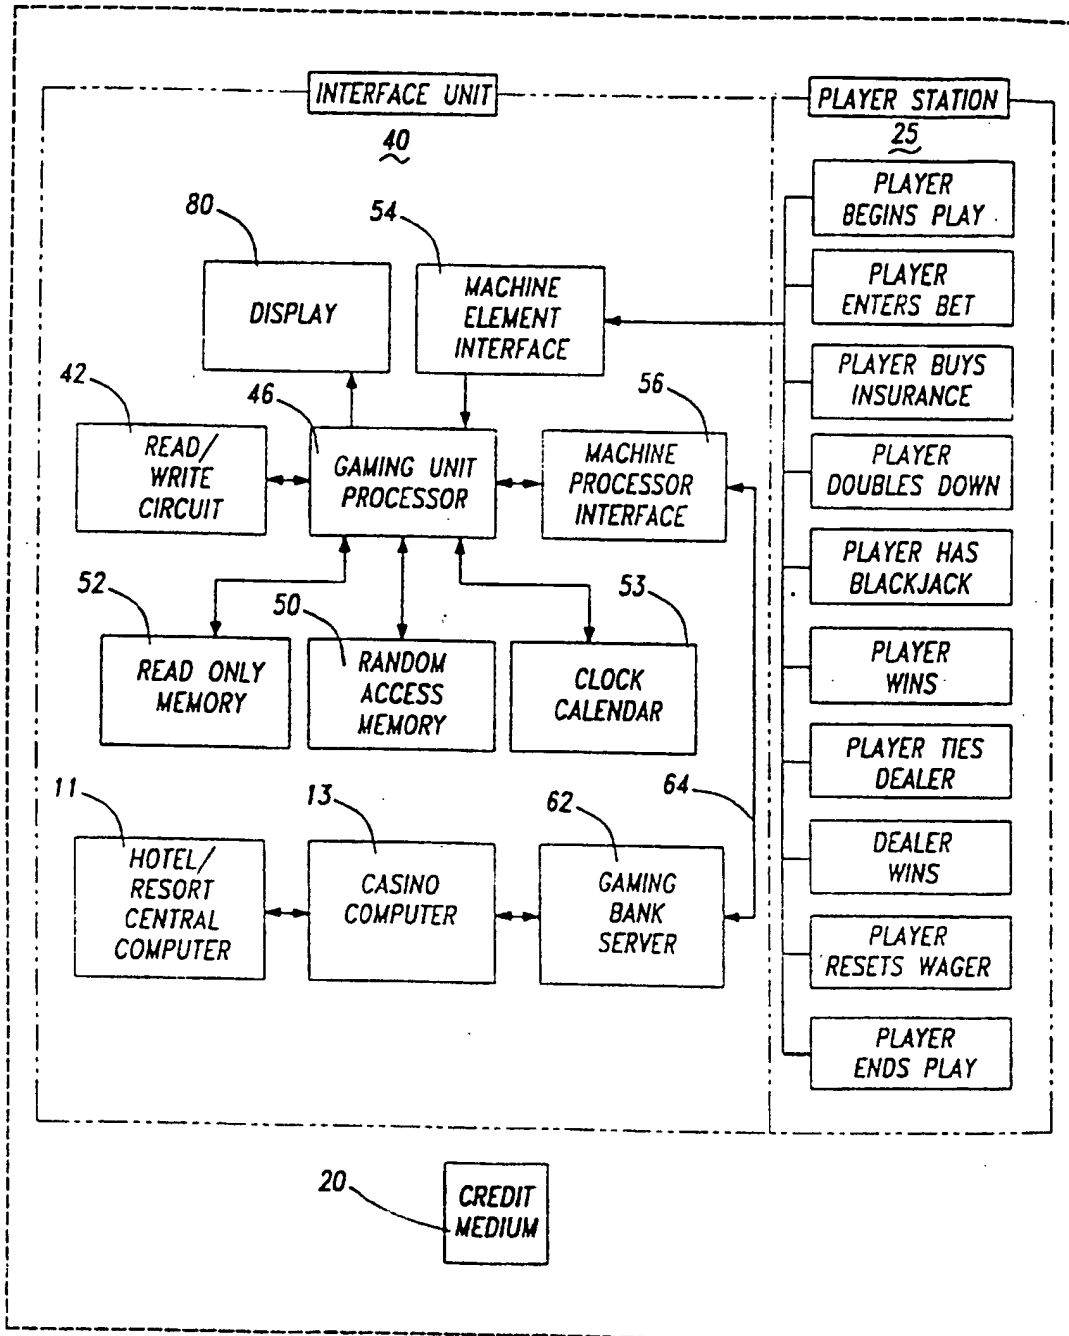 INTERFACE UNIT
40
PLAYER STATION
25
80
54
DISPLAY
MACHINE
ELEMENT
INTERFACE
42
46
56
READ/
WRITE
CIRCUIT
GAMING UNIT
PROCESSOR
MACHINE
PROCESSOR
INTERFACE
52
50
53
READ ONLY
MEMORY
RANDOM
ACCESS
MEMORY
CLOCK
CALENDAR
11
13
62
64
HOTEL/
RESORT
CENTRAL
COMPUTER
CASINO
COMPUTER
GAMING
BANK
SERVER
PLAYER
BEGINS PLAY
PLAYER
ENTERS BET
PLAYER BUYS
INSURANCE
PLAYER
DOUBLES DOWN
PLAYER HAS
BLACKJACK
PLAYER
WINS
PLAYER TIES
DEALER
DEALER
WINS
PLAYER
RESETS WAGER
PLAYER
ENDS PLAY
20
CREDIT
MEDIUM